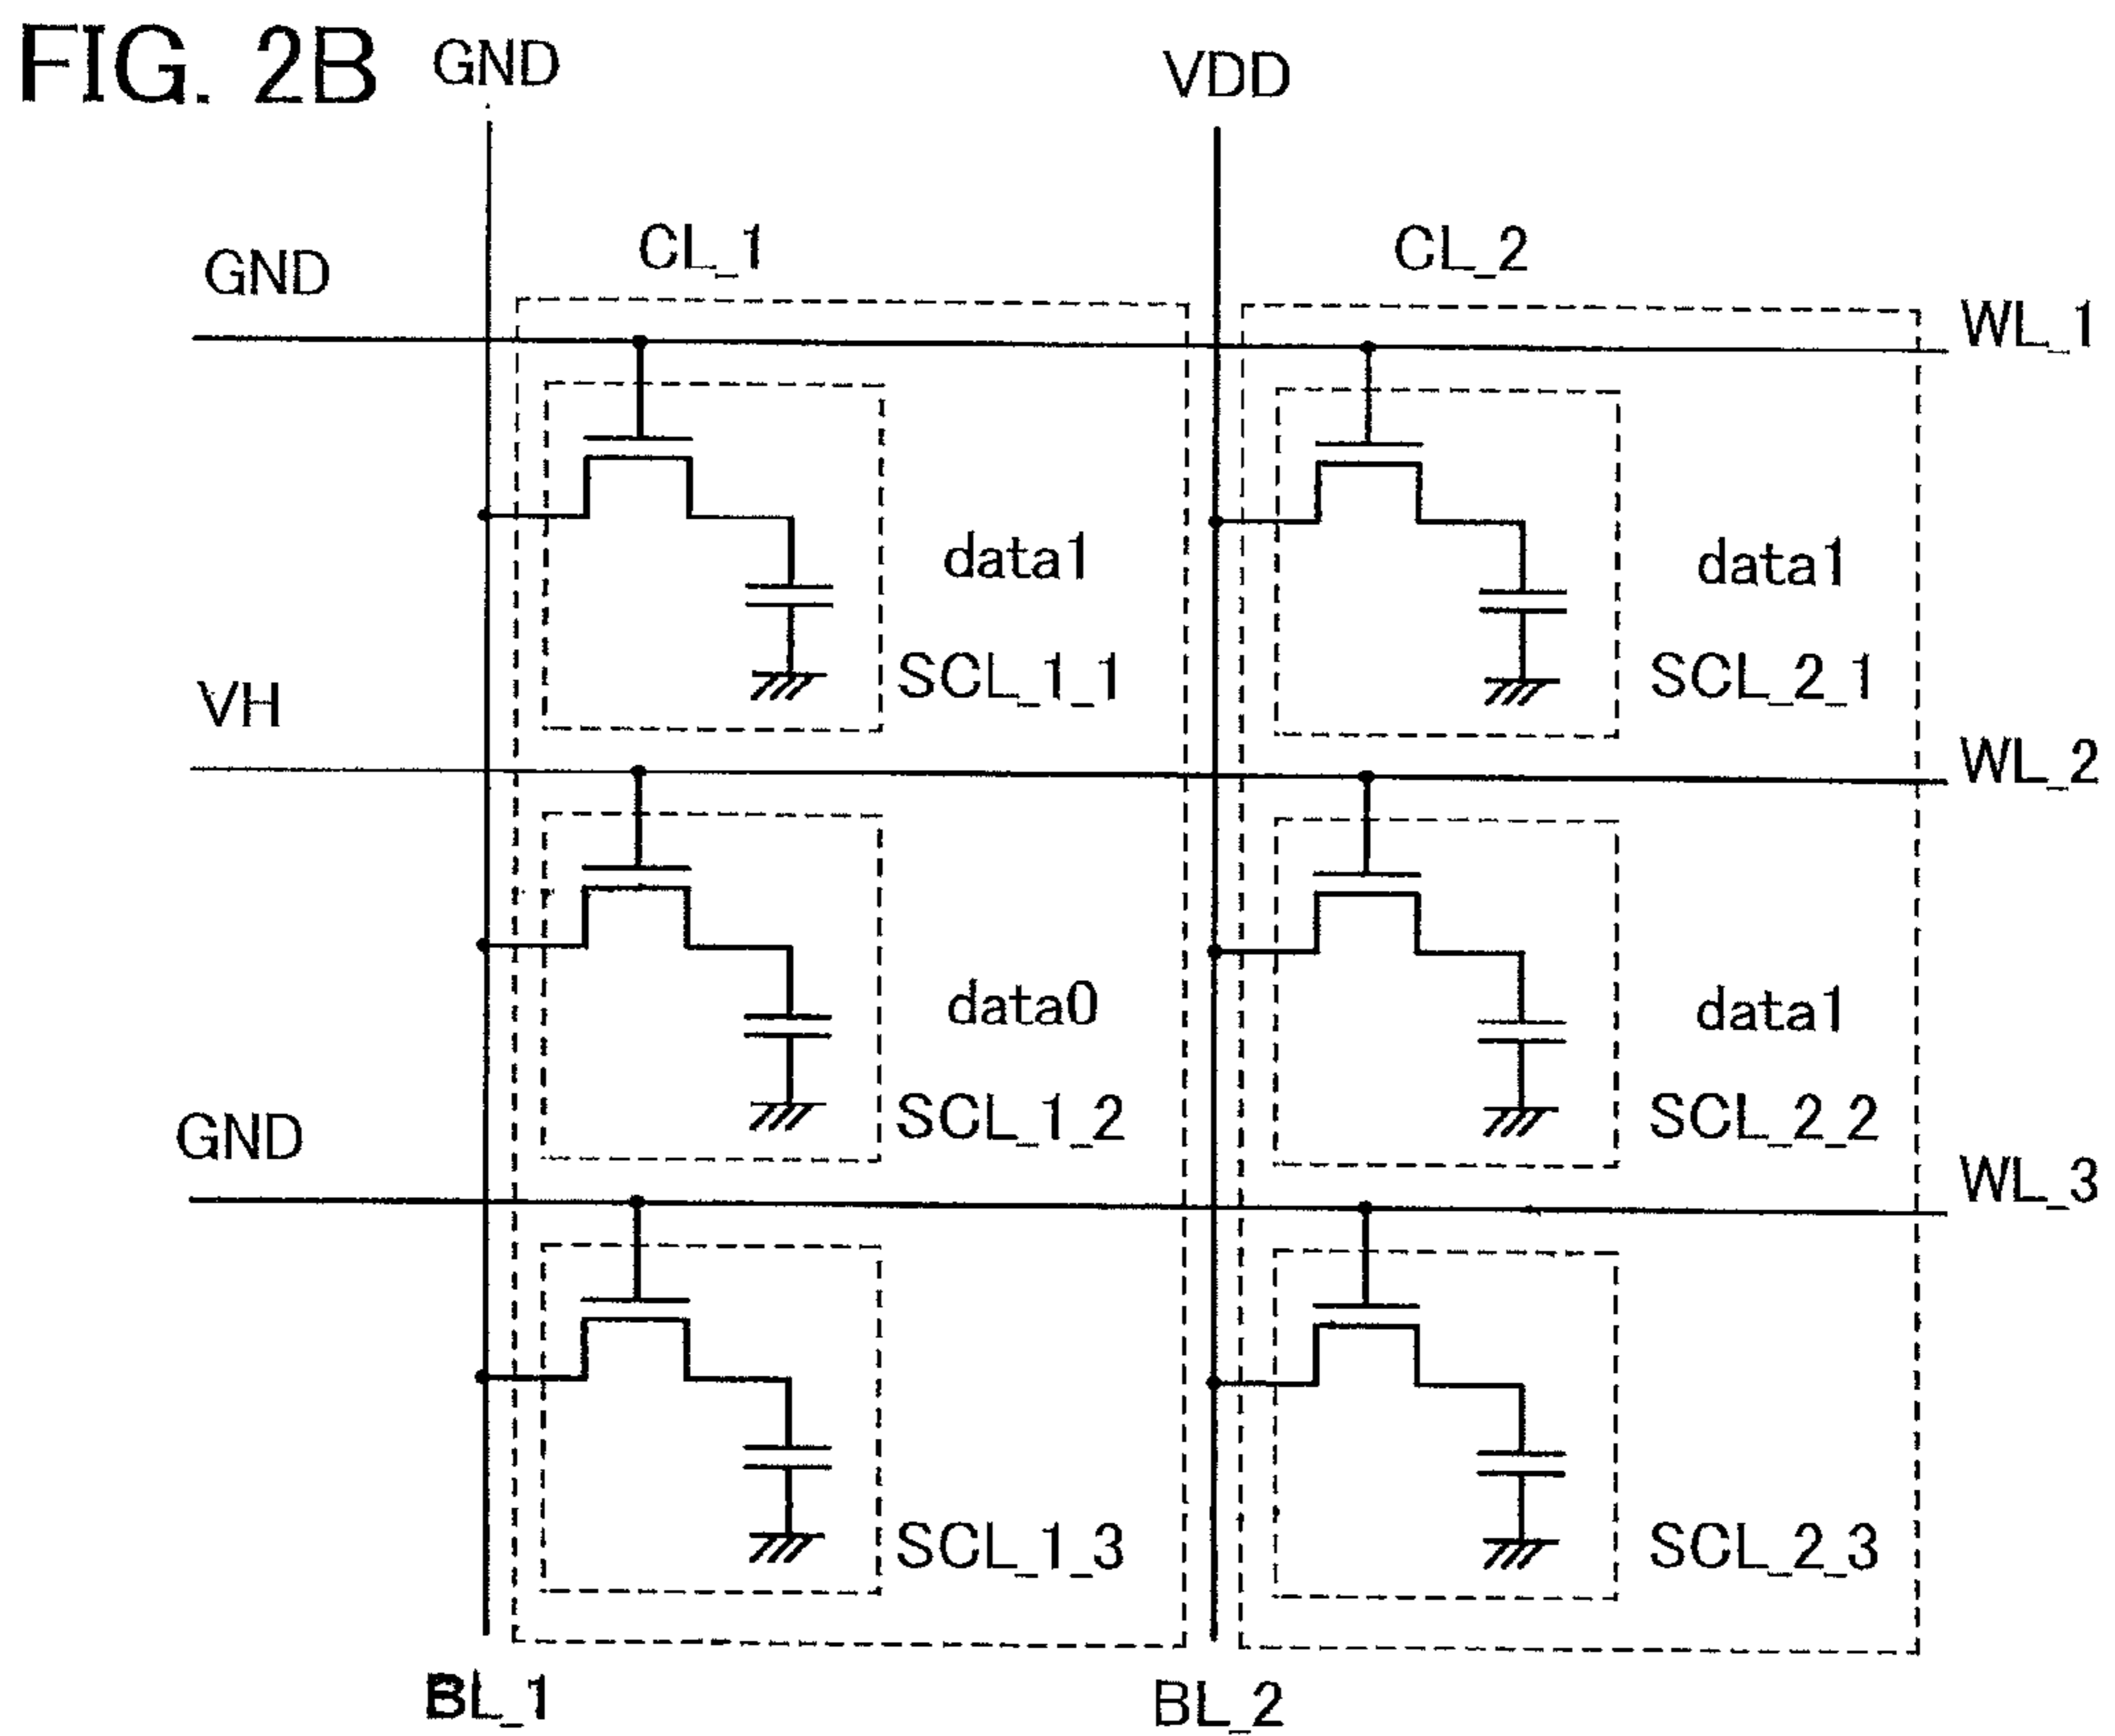 FIG. 2B
GND
VDD
CL_1
CL_2
GND
WL_1
data1
data1
SCL_1_1
SCL_2_1
VH
WL_2
data0
data1
SCL_1_2
SCL_2_2
GND
WL_3
SCL_1_3
SCL_2_3
BL_1
BL_2